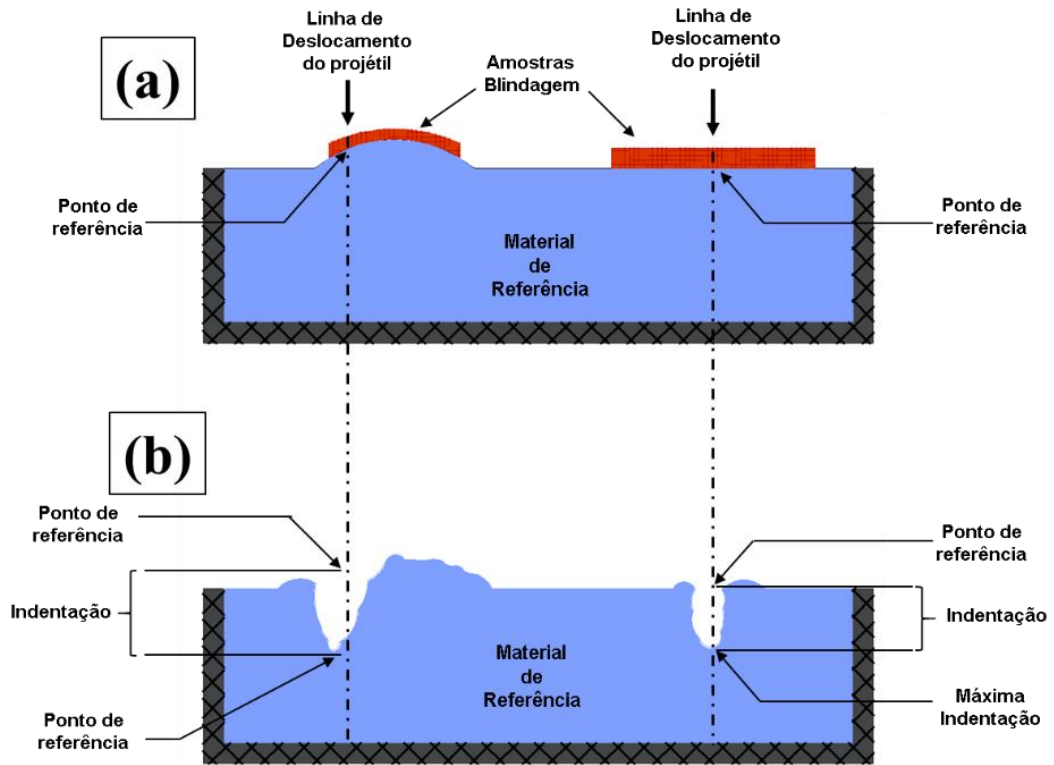 (a)
Linha de
Deslocamento
do projétil
Amostras
Blindagem
Linha de
Deslocamento
do projétil
Ponto de
referência
Material
de
Referência
Ponto de
referência
(b)
Ponto de
referência
Indentação
Ponto de
referência
Material
de
Referência
Ponto de
referência
Indentação
Máxima
Indentação